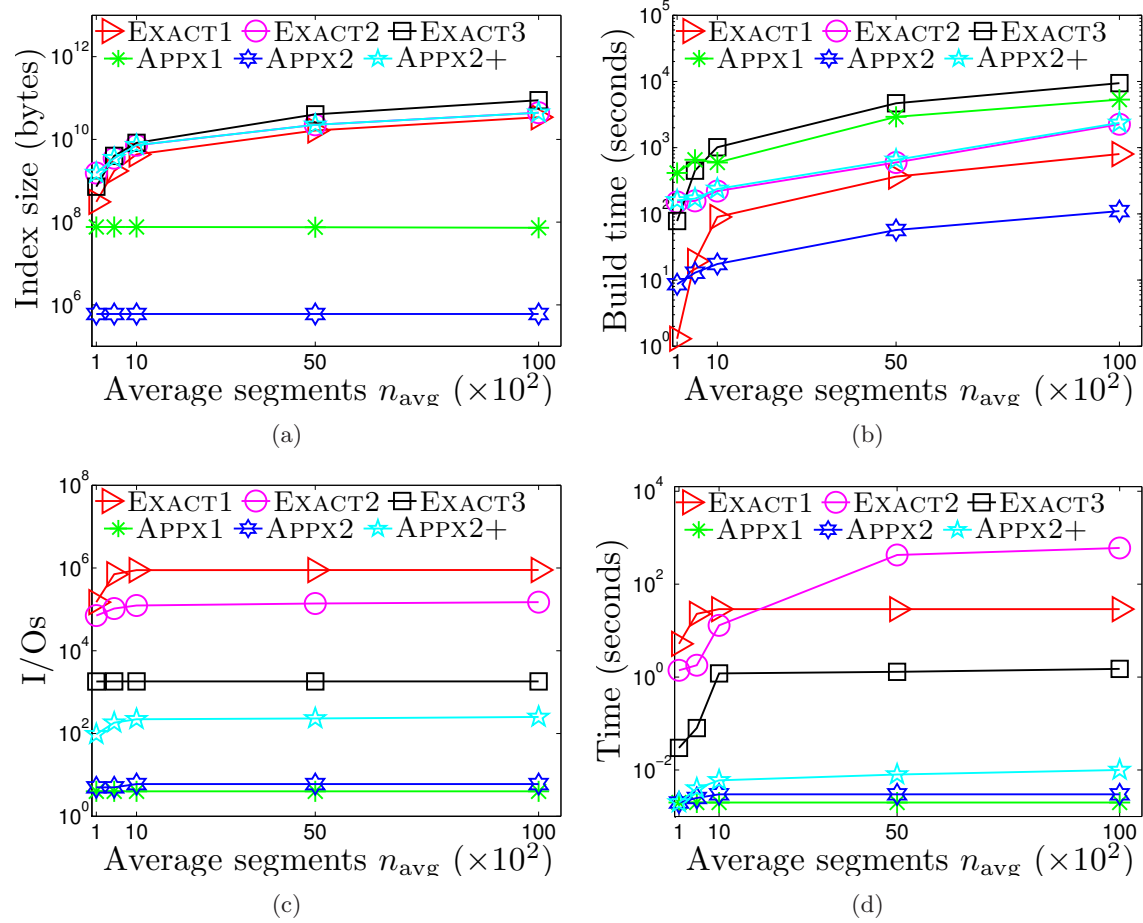 EXACT1 EXACT2 EXACT3
APPX1 APPX2 APPX2+
Index size (bytes)
10^12
10^10
10^8
10^6
1 10 50 100
Average segments n_avg (×10^2)
(a)
EXACT1 EXACT2 EXACT3
APPX1 APPX2 APPX2+
Build time (seconds)
10^5
10^4
10^3
10^2
10^1
10^0
1 10 50 100
Average segments n_avg (×10^2)
(b)
EXACT1 EXACT2 EXACT3
APPX1 APPX2 APPX2+
I/Os
10^8
10^6
10^4
10^2
10^0
1 10 50 100
Average segments n_avg (×10^2)
(c)
EXACT1 EXACT2 EXACT3
APPX1 APPX2 APPX2+
Time (seconds)
10^4
10^2
10^0
10^-2
1 10 50 100
Average segments n_avg (×10^2)
(d)